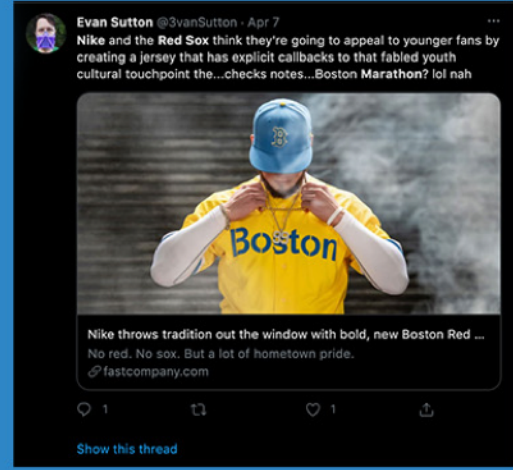 Evan Sutton @3vanSutton · Apr 7
Nike and the Red Sox think they're going to appeal to younger fans by
creating a jersey that has explicit callbacks to that fabled youth
cultural touchpoint the...checks notes...Boston Marathon? lol nah
B
Boston
Nike throws tradition out the window with bold, new Boston Red ...
No red. No sox. But a lot of hometown pride.
fastcompany.com
1 1
Show this thread